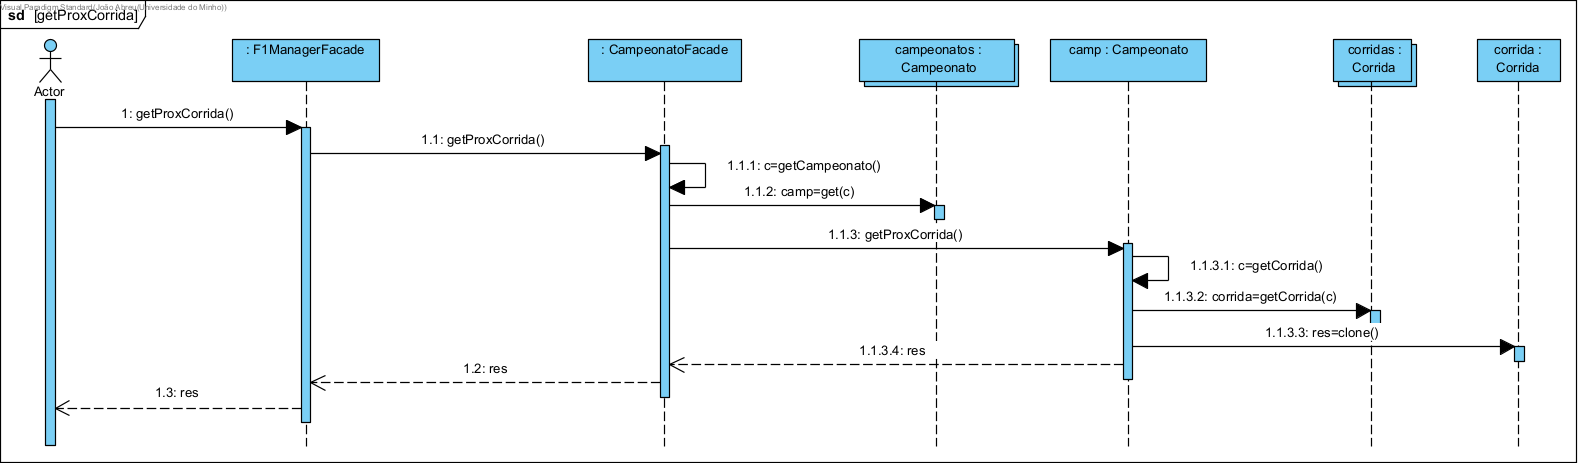 Visual Paradigm Standard(João Abreu(Universidade do Minho))
sd [getProxCorrida]
Actor
: F1ManagerFacade
: CampeonatoFacade
campeonatos :
Campeonato
camp : Campeonato
corridas :
Corrida
corrida :
Corrida
1: getProxCorrida()
1.1: getProxCorrida()
1.1.1: c=getCampeonato()
1.1.2: camp=get(c)
1.1.3: getProxCorrida()
1.1.3.1: c=getCorrida()
1.1.3.2: corrida=getCorrida(c)
1.1.3.3: res=clone()
1.1.3.4: res
1.2: res
1.3: res